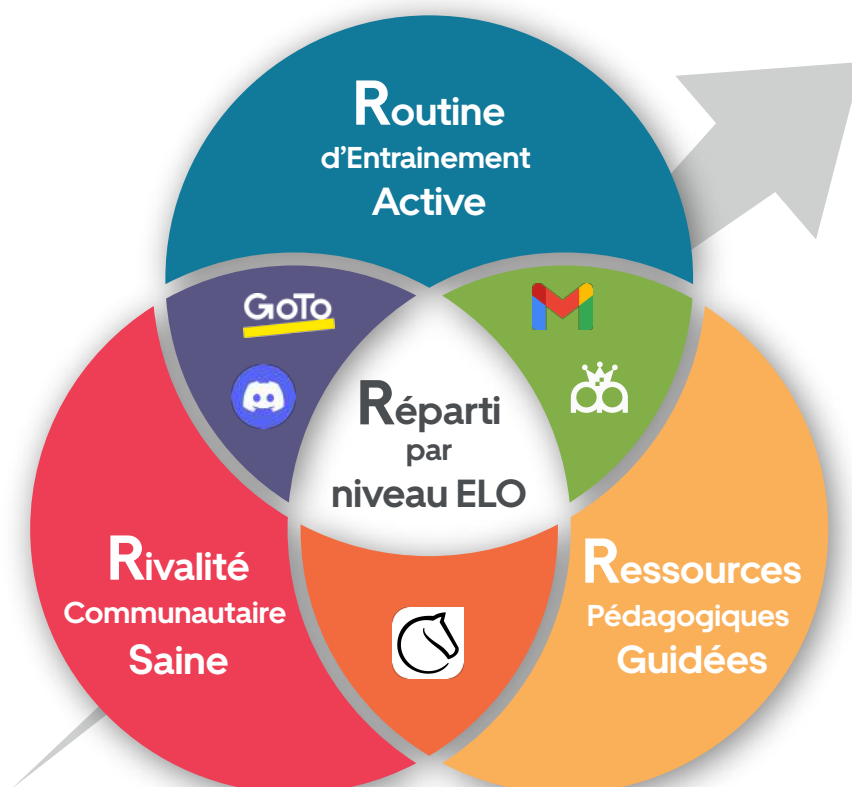 Routine
d'Entrainement
Active
GoTo
Réparti
par
niveau ELO
Rivalité
Communautaire
Saine
Ressources
Pédagogiques
Guidées